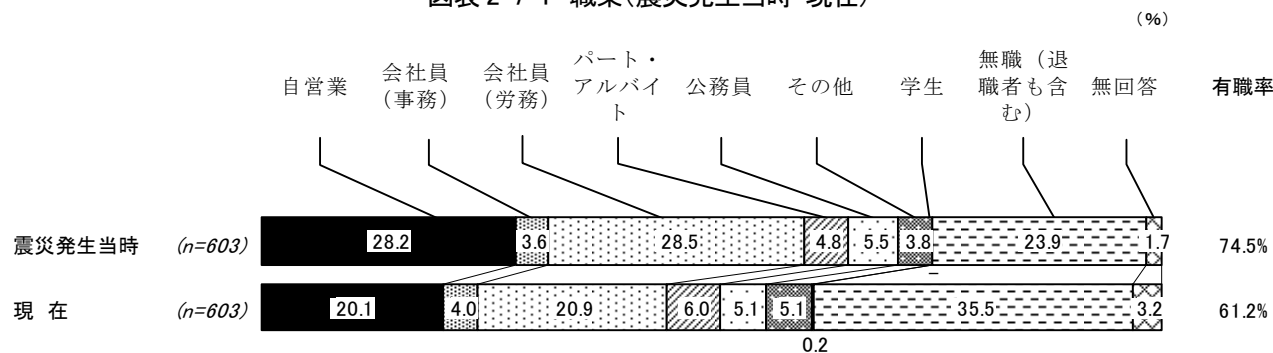 図表 2-7-1 職業（震災発生当時・現在）
（%）
自営業
会社員
（事務）
会社員
（労務）
パート・
アルバイ
ト
公務員
その他
学生
無職（退
職者も含
む）
無回答
有職率
震災発生当時 (n=603) 28.2 3.6 28.5 4.8 5.5 3.8 － 23.9 1.7 74.5%
現 在 (n=603) 20.1 4.0 20.9 6.0 5.1 5.1 0.2 35.5 3.2 61.2%